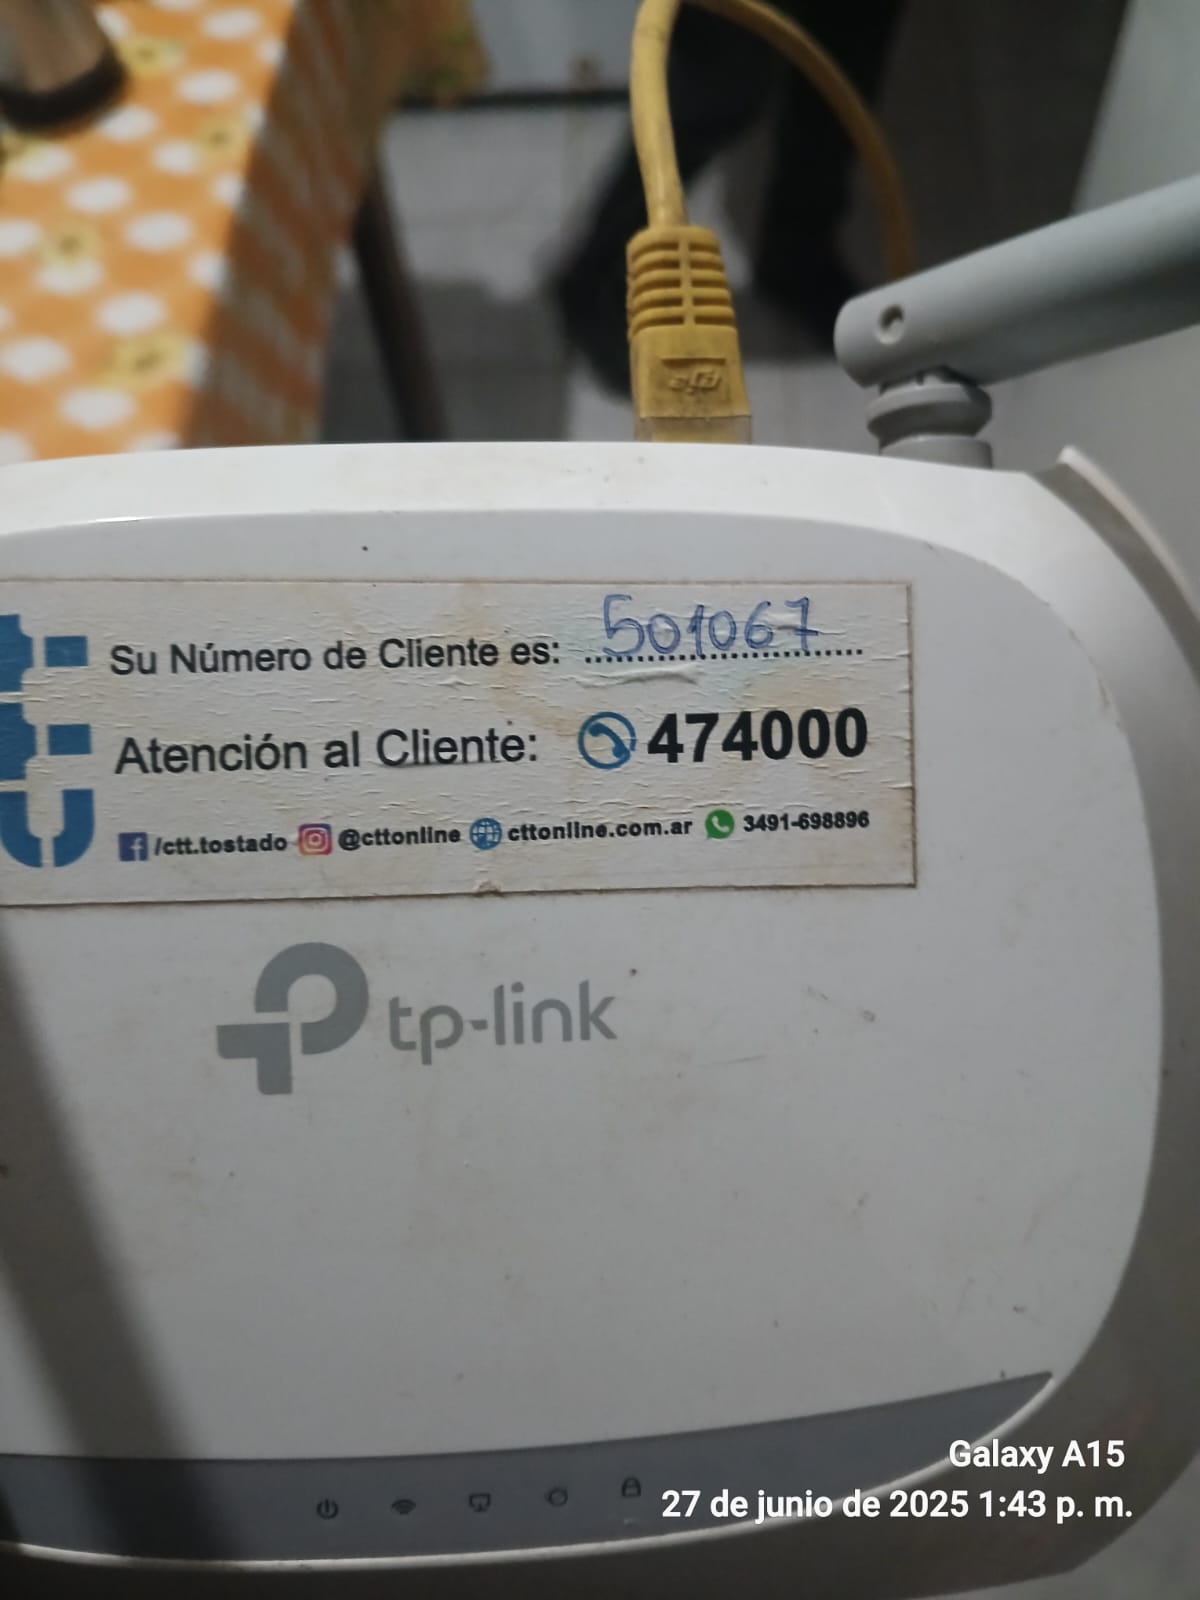 Su Número de Cliente es: 501067
Atención al Cliente: 474000
/ctt.tostado @cttonline cttonline.com.ar 3491-698896
tp-link
Galaxy A15
27 de junio de 2025 1:43 p. m.